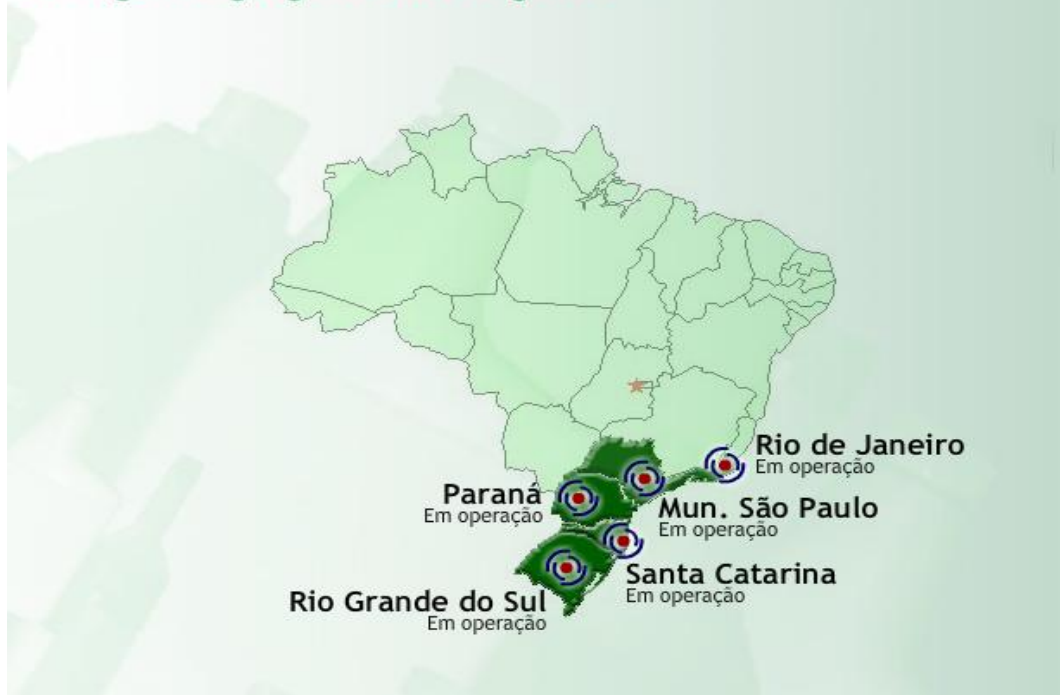 Rio de Janeiro
Em operação
Paraná
Em operação
Mun. São Paulo
Em operação
Santa Catarina
Em operação
Rio Grande do Sul
Em operação